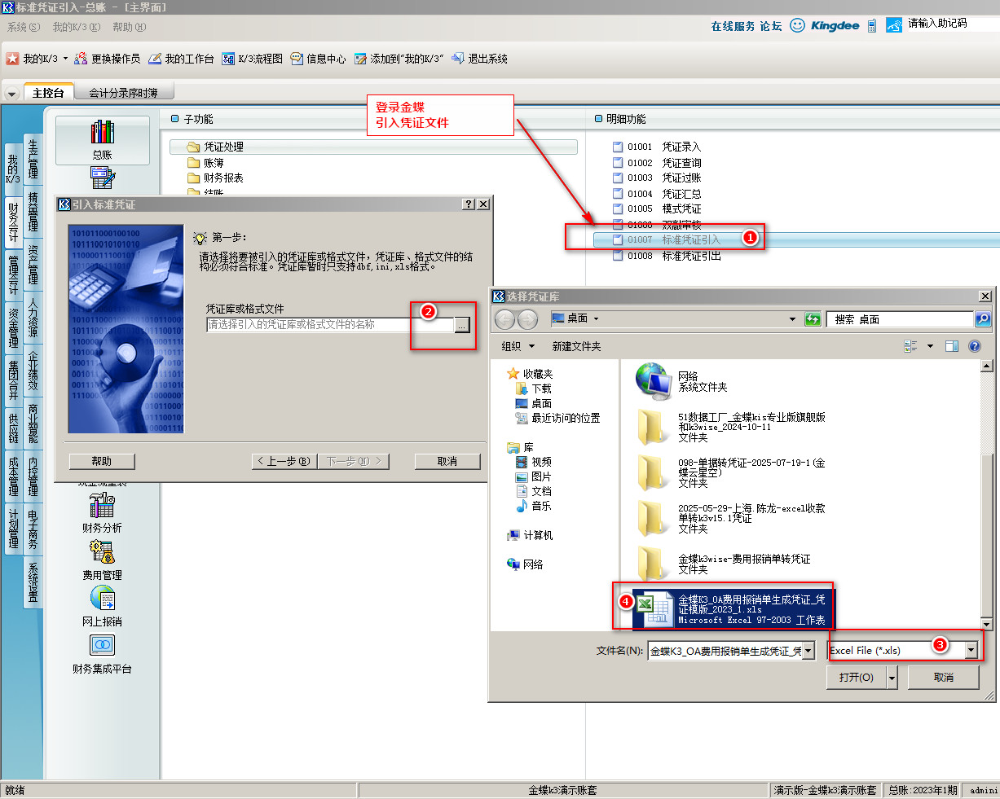 标准凭证引入-总账 - [主界面]
系统(S) 我的K/3(K) 帮助(H)
在线服务 论坛 Kingdee 请输入助记码
我的K/3 更换操作员 我的工作台 K/3流程图 信息中心 添加到"我的K/3" 退出系统
主控台 会计分录序时簿
登录金蝶
引入凭证文件
子功能
明细功能
我的K/3
财务会计
管理会计
资金管理
集团合并
供应链
成本管理
计划管理
生产管理
精益管理
资产管理
人力资源
企业绩效
商业智能
内控管理
电子商务
系统设置
总账
财务分析
费用管理
网上报销
财务集成平台
凭证处理
账簿
财务报表
结账
01001 凭证录入
01002 凭证查询
01003 凭证过账
01004 凭证汇总
01005 模式凭证
01006 双敲审核
01007 标准凭证引入
01008 标准凭证引出
1
引入标准凭证
第一步:
请选择将要被引入的凭证库或格式文件，凭证库、格式文件的结
构必须符合标准。凭证库暂时只支持dbf,ini,xls格式。
凭证库或格式文件
请选择引入的凭证库或格式文件的名称
...
2
帮助
< 上一步(B)
下一步(N) >
取消
选择凭证库
桌面
搜索 桌面
组织 新建文件夹
收藏夹
下载
桌面
最近访问的位置
库
视频
图片
文档
音乐
计算机
网络
网络
系统文件夹
51数据工厂_金蝶kis专业版旗舰版
和k3wise_2024-10-11
文件夹
098-单据转凭证-2025-07-19-1(金
蝶云星空)
文件夹
2025-05-29-上海.陈龙-excel收款
单转k3v15.1凭证
文件夹
金蝶k3wise-费用报销单转凭证
文件夹
4
金蝶K3_OA费用报销单生成凭证_凭
证模版_2023_1.xls
Microsoft Excel 97-2003 工作表
文件名(N): 金蝶K3_OA费用报销单生成凭证_凭
Excel File (*.xls)
3
打开(O)
取消
就绪
金蝶k3演示账套
演示版-金蝶k3演示账套
总账:2023年1期
admini